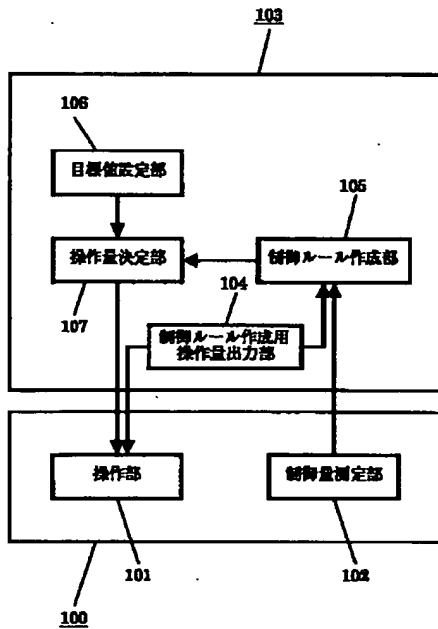 103
106
目標値設定部
105
操作量決定部
制御ルール作成部
104
107
制御ルール作成用
操作量出力部
操作部
制御量測定部
101
102
100